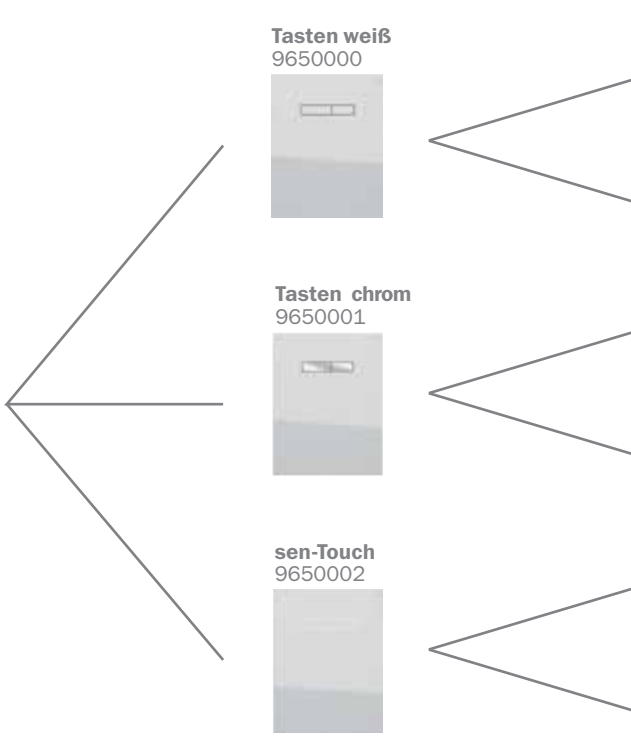 Tasten weiß
9650000
Tasten chrom
9650001
sen-Touch
9650002